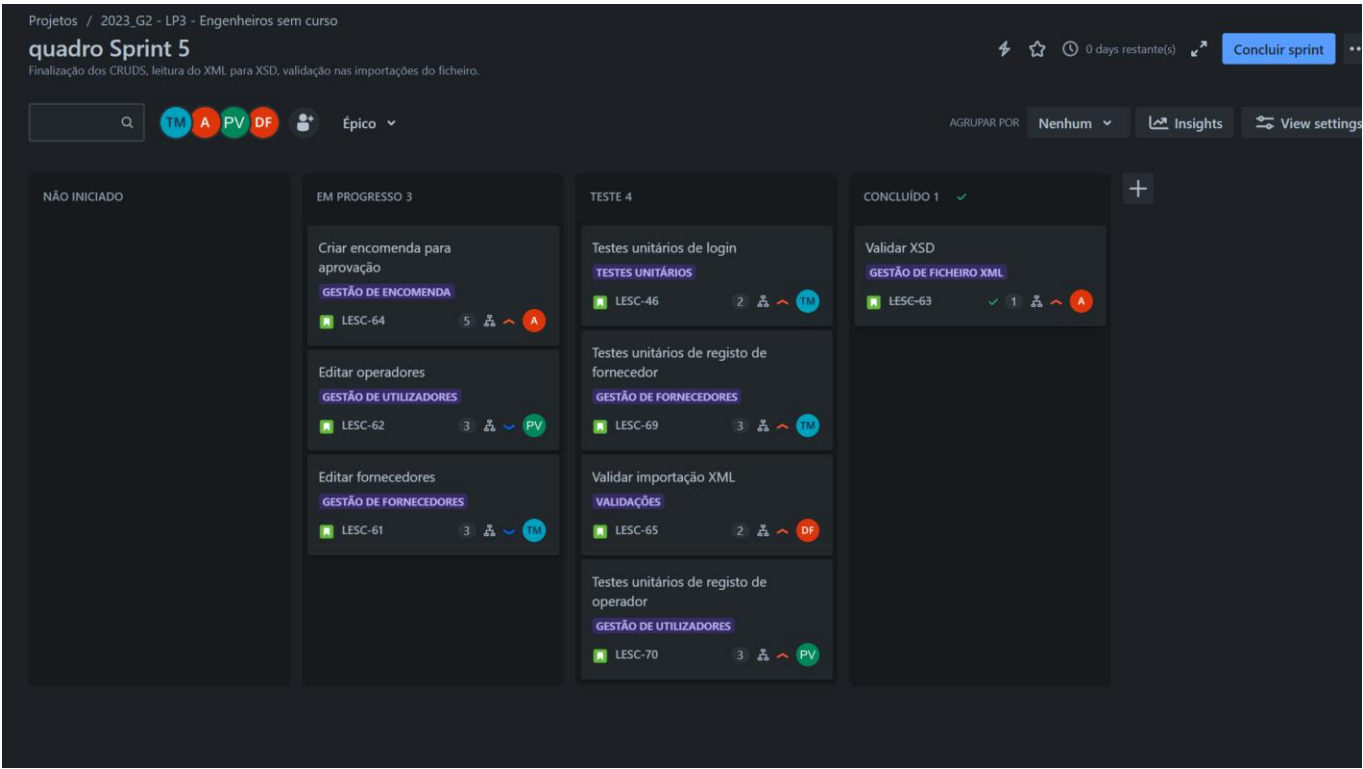 Projetos / 2023_G2 - LP3 - Engenheiros sem curso
quadro Sprint 5
0 days restante(s)
Concluir sprint
Finalização dos CRUDS, leitura do XML para XSD, validação nas importações do ficheiro.
TM A PV DF
Épico
AGRUPAR POR
Nenhum
Insights
View settings
NÃO INICIADO
EM PROGRESSO 3
Criar encomenda para
aprovação
GESTÃO DE ENCOMENDA
LESC-64 5 A
Editar operadores
GESTÃO DE UTILIZADORES
LESC-62 3 PV
Editar fornecedores
GESTÃO DE FORNECEDORES
LESC-61 3 TM
TESTE 4
Testes unitários de login
TESTES UNITÁRIOS
LESC-46 2 TM
Testes unitários de registo de
fornecedor
GESTÃO DE FORNECEDORES
LESC-69 3 TM
Validar importação XML
VALIDAÇÕES
LESC-65 2 DF
Testes unitários de registo de
operador
GESTÃO DE UTILIZADORES
LESC-70 3 PV
CONCLUÍDO 1
Validar XSD
GESTÃO DE FICHEIRO XML
LESC-63 1 A